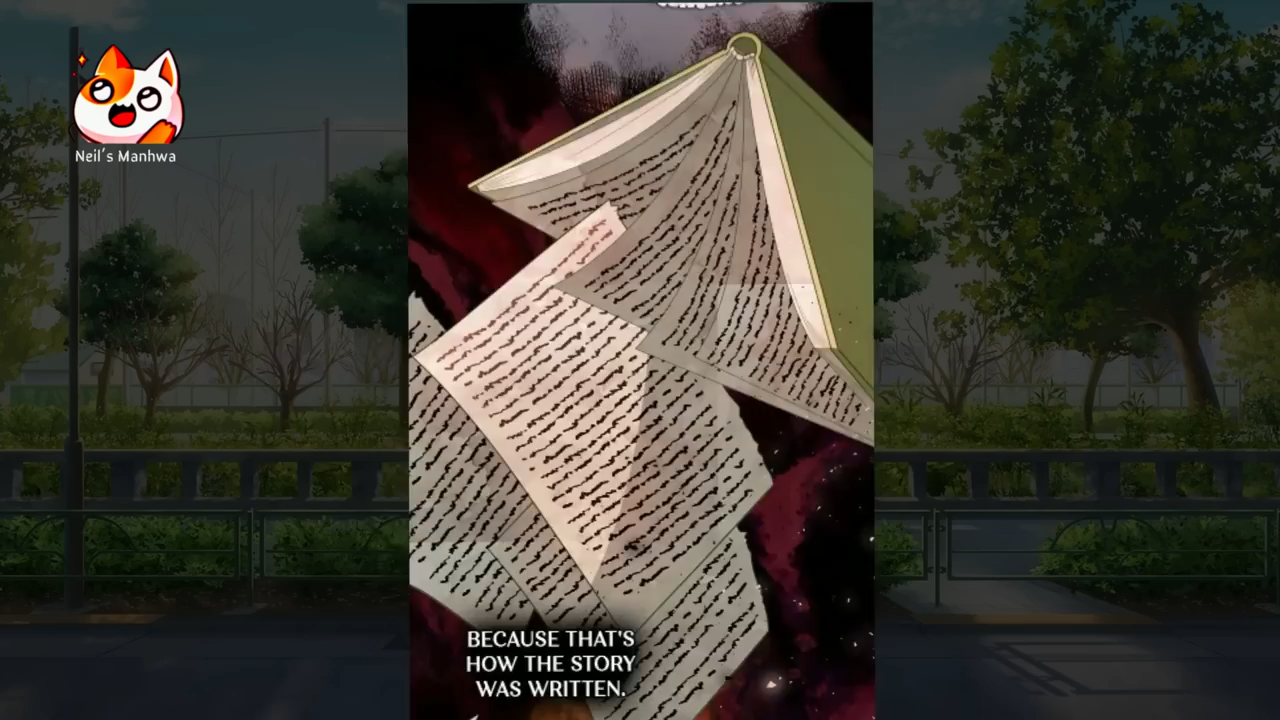 Neil's Manhwa
BECAUSE THAT'S
HOW THE STORY
WAS WRITTEN.